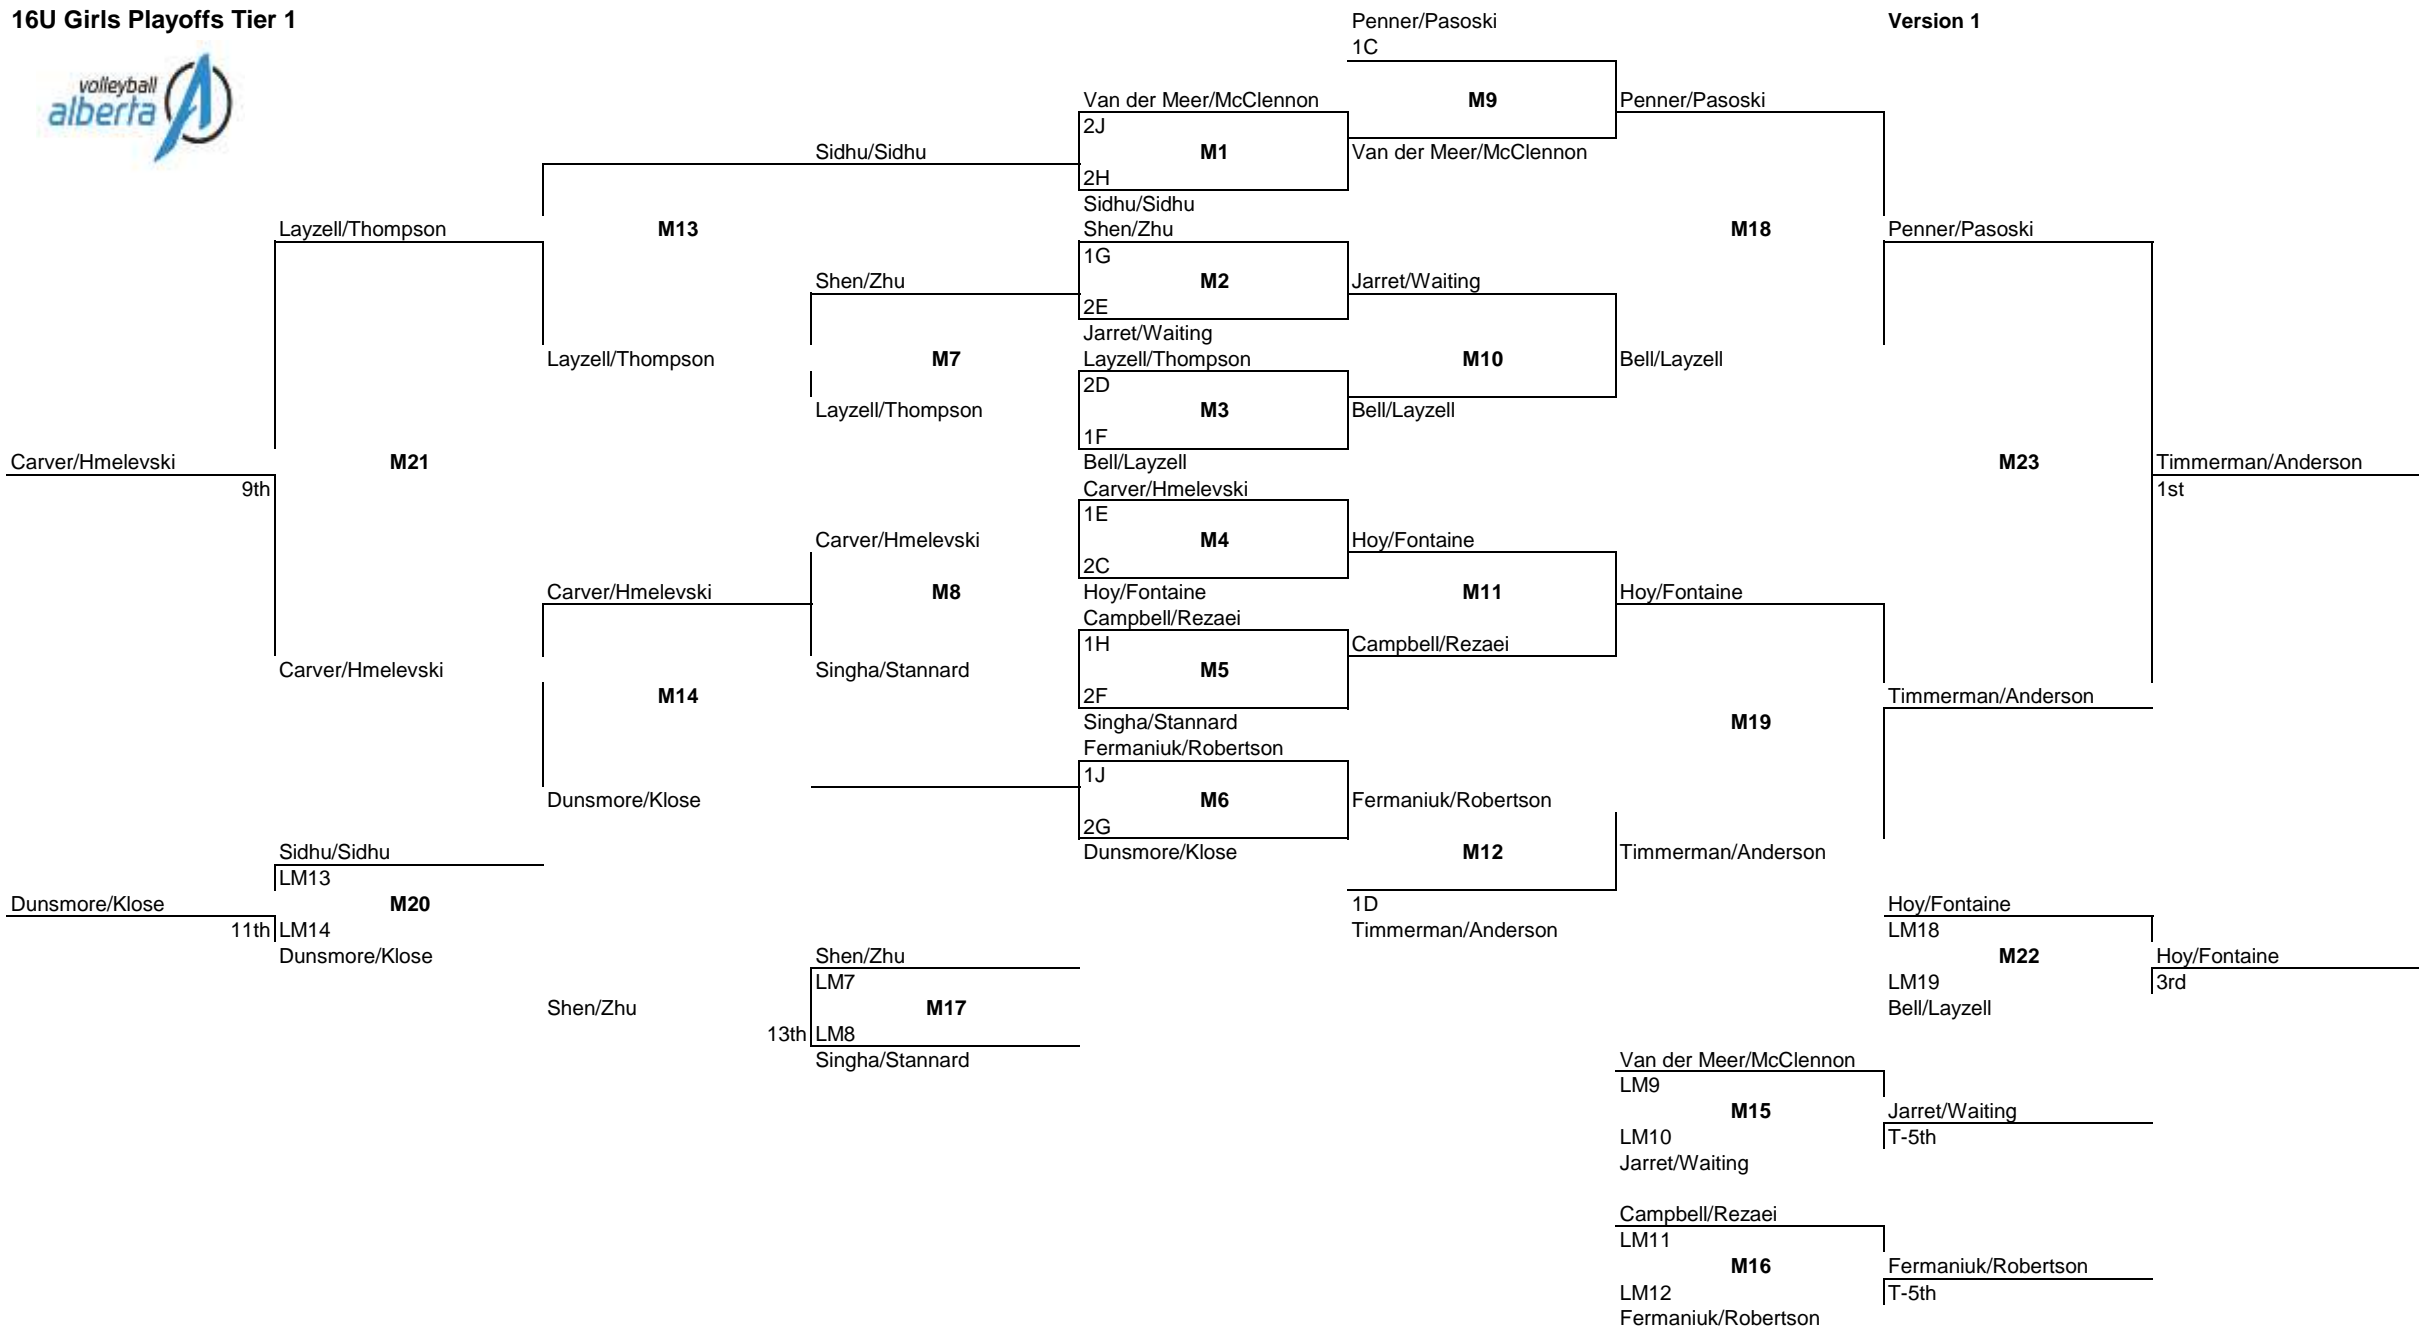 16U Girls Playoffs Tier 1
Penner/Pasoski
Version 1
1C
volleyball
alberta
Van der Meer/McClennon
M9
Penner/Pasoski
2J
Sidhu/Sidhu
M1
Van der Meer/McClennon
2H
Sidhu/Sidhu
Layzell/Thompson
M13
Shen/Zhu
M18
Penner/Pasoski
1G
Shen/Zhu
M2
Jarret/Waiting
2E
Jarret/Waiting
Layzell/Thompson
M7
Layzell/Thompson
M10
Bell/Layzell
2D
Layzell/Thompson
M3
Bell/Layzell
1F
Carver/Hmelevski
M21
Bell/Layzell
M23
Timmerman/Anderson
9th
Carver/Hmelevski
1st
1E
Carver/Hmelevski
M4
Hoy/Fontaine
2C
Carver/Hmelevski
M8
Hoy/Fontaine
M11
Hoy/Fontaine
Campbell/Rezaei
1H
Campbell/Rezaei
Carver/Hmelevski
Singha/Stannard
M5
M14
2F
Timmerman/Anderson
Singha/Stannard
M19
Fermaniuk/Robertson
1J
Dunsmore/Klose
M6
Fermaniuk/Robertson
2G
Sidhu/Sidhu
Dunsmore/Klose
M12
Timmerman/Anderson
LM13
Dunsmore/Klose
M20
1D
Hoy/Fontaine
11th
LM14
Timmerman/Anderson
LM18
Dunsmore/Klose
Shen/Zhu
M22
Hoy/Fontaine
LM7
LM19
3rd
Shen/Zhu
M17
Bell/Layzell
13th
LM8
Singha/Stannard
Van der Meer/McClennon
LM9
M15
Jarret/Waiting
LM10
T-5th
Jarret/Waiting
Campbell/Rezaei
LM11
M16
Fermaniuk/Robertson
LM12
T-5th
Fermaniuk/Robertson